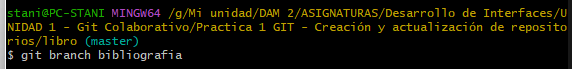 stani@PC-STANI MINGW64 /g/Mi unidad/DAM 2/ASIGNATURAS/Desarrollo de Interfaces/U
NIDAD 1 - Git Colaborativo/Practica 1 GIT - Creación y actualización de reposito
rios/libro (master)
$ git branch bibliografia